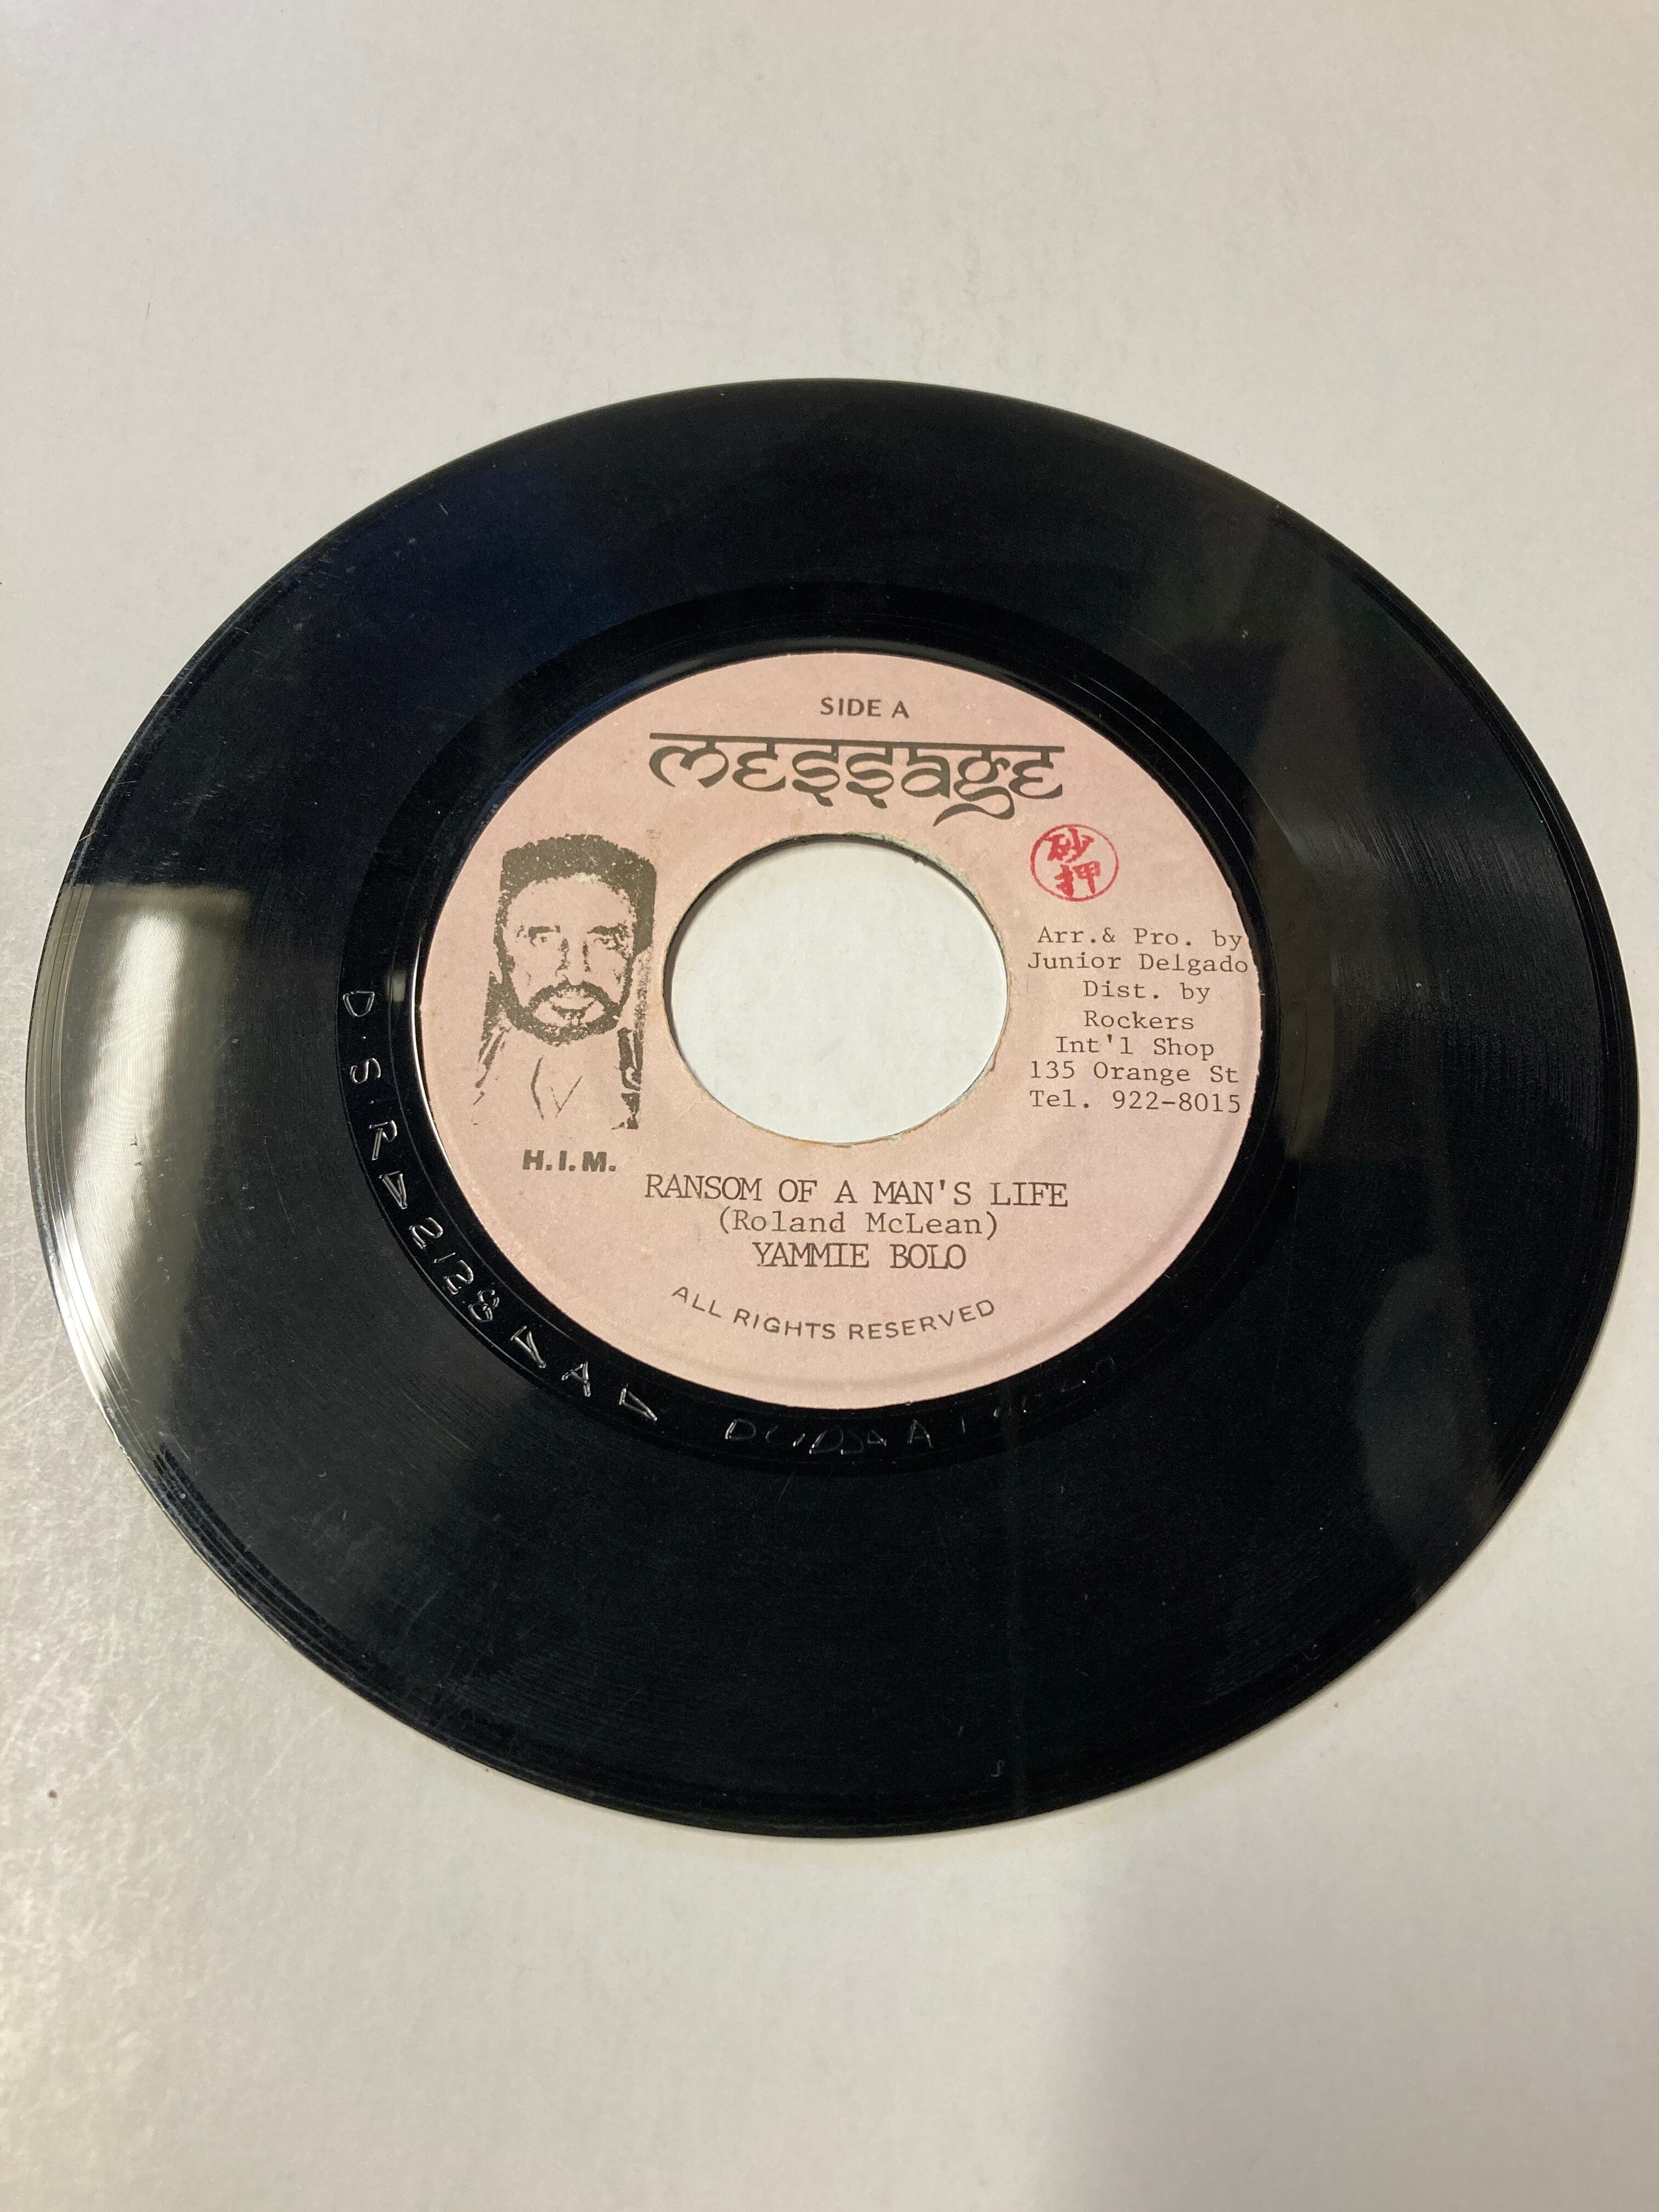 SIDE A
message
砂押
Arr.& Pro. by
Junior Delgado
Dist. by
Rockers
Int'l Shop
135 Orange St
Tel. 922-8015
H.I.M.
RANSOM OF A MAN'S LIFE
(Roland McLean)
YAMMIE BOLO
ALL RIGHTS RESERVED
D.S.R 2128 A